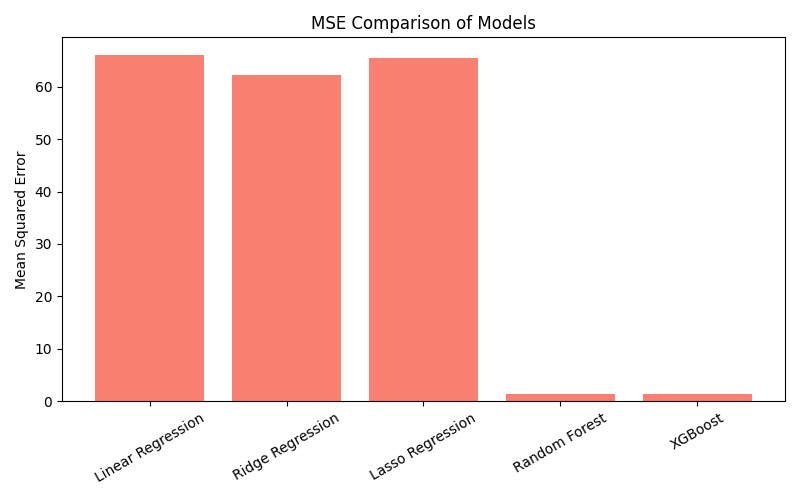 MSE Comparison of Models
Mean Squared Error
60
50
40
30
20
10
0
Linear Regression
Ridge Regression
Lasso Regression
Random Forest
XGBoost